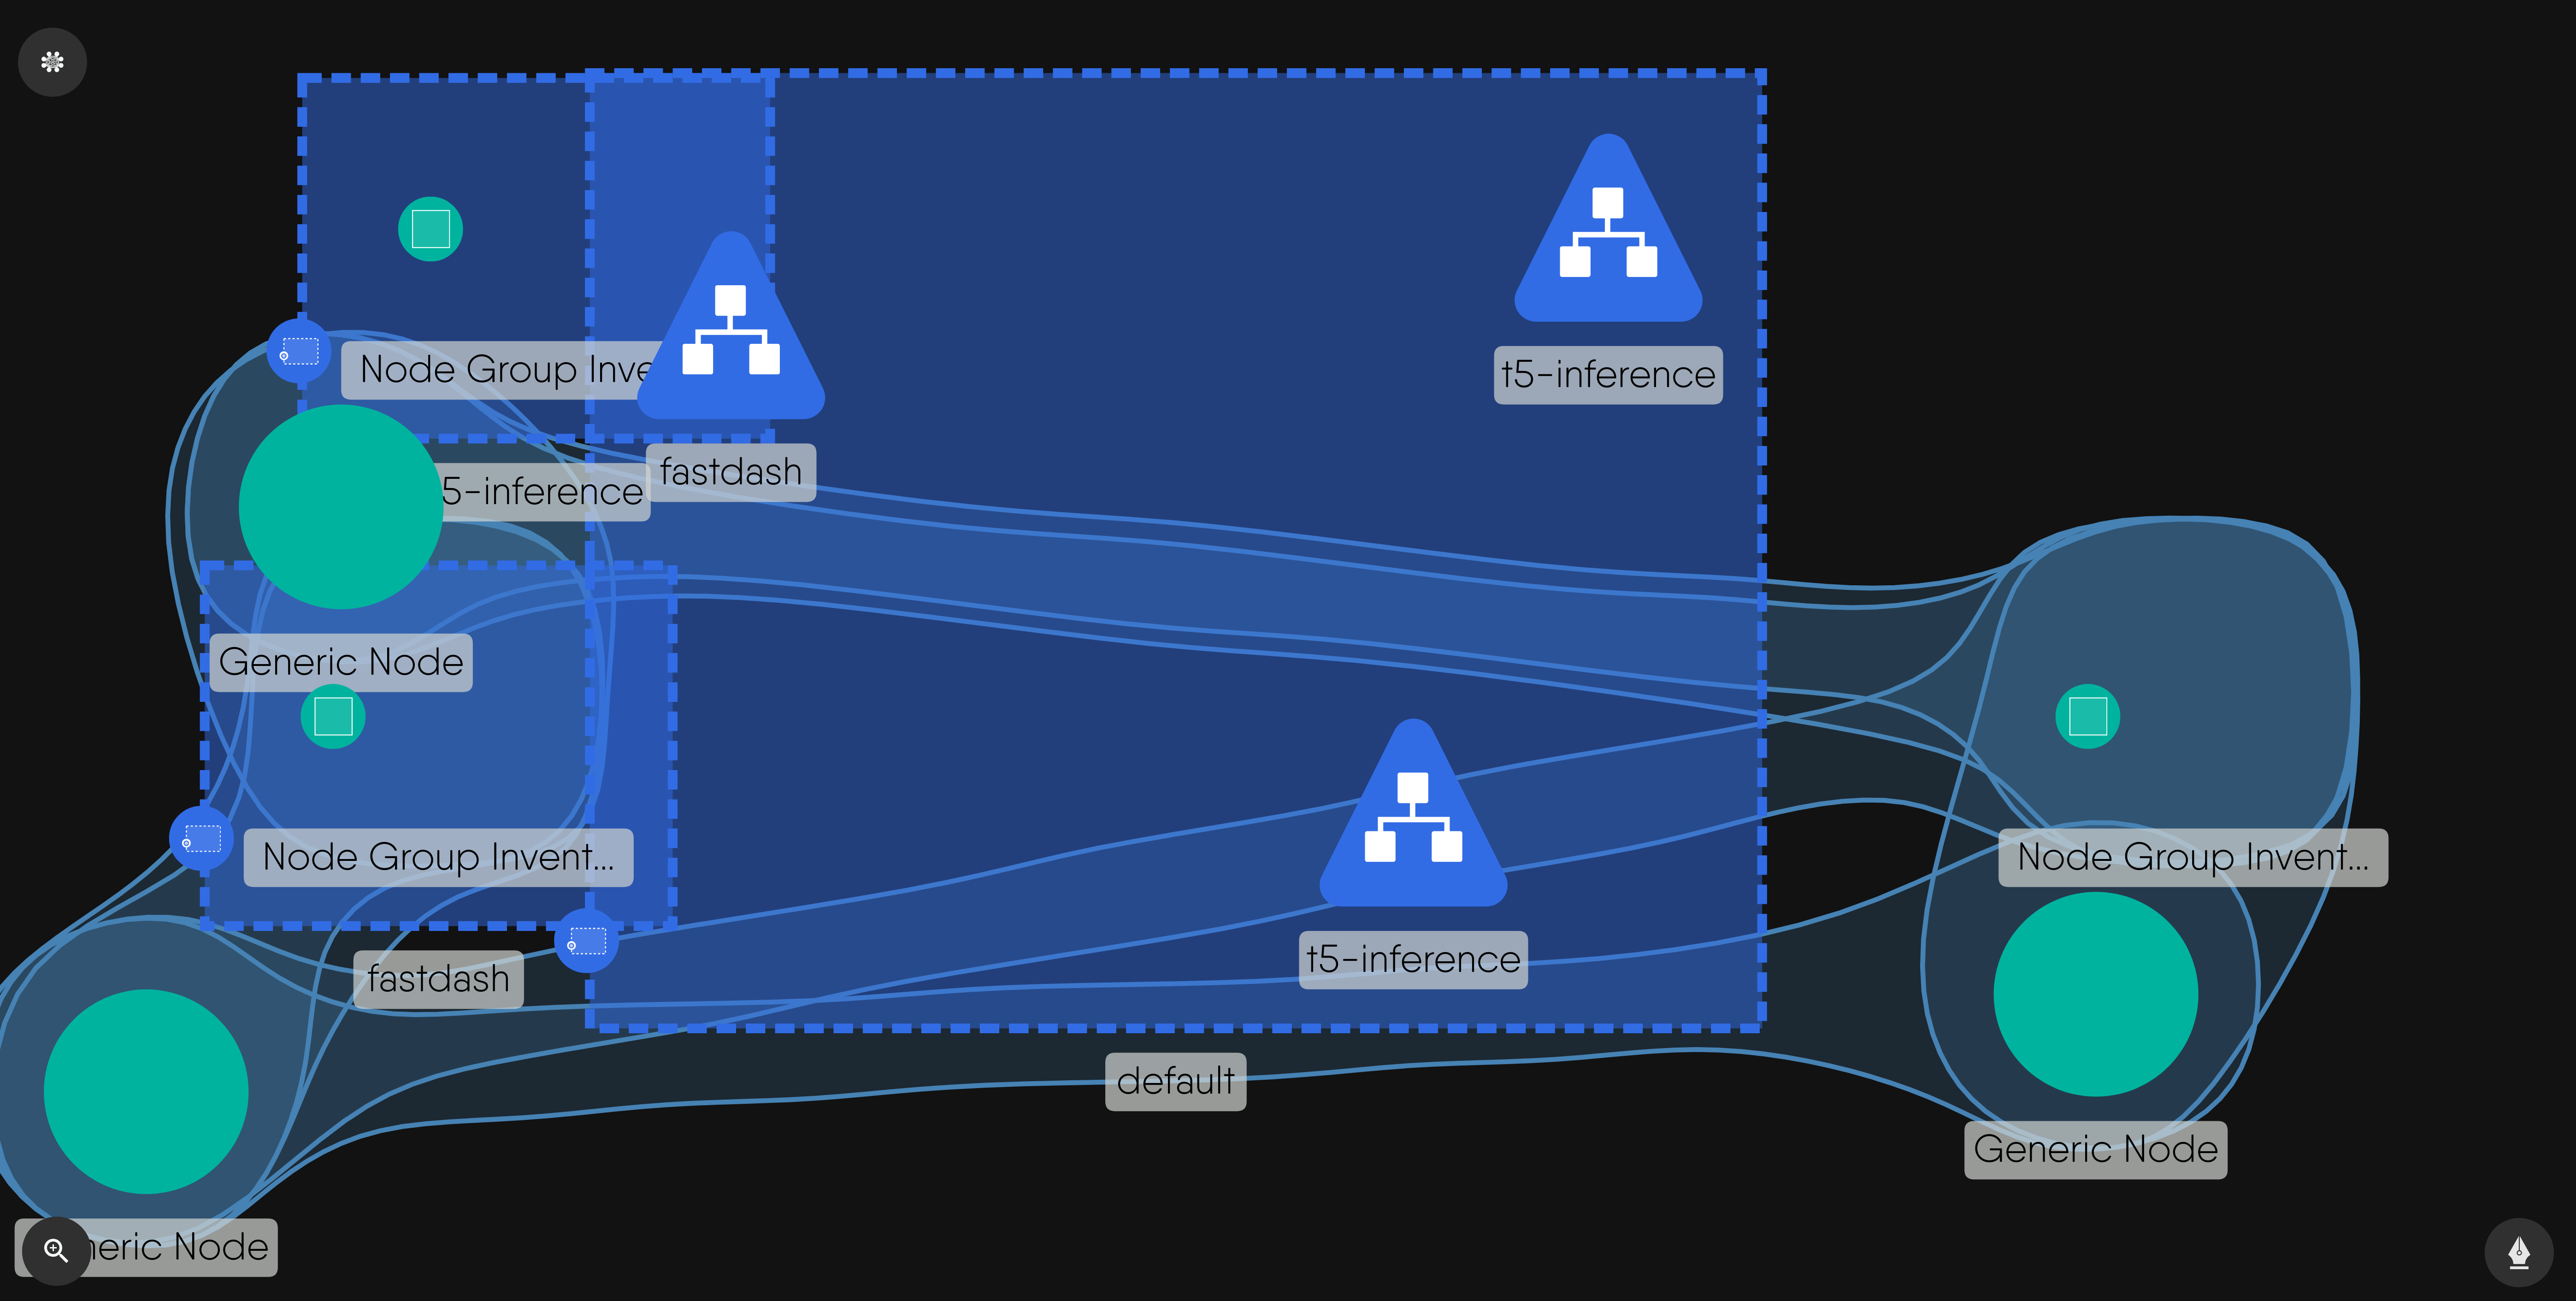 Node Group Inve
t5-inference
5-inference
fastdash
Generic Node
Node Group Invent...
Node Group Invent...
fastdash
t5-inference
default
Generic Node
neric Node